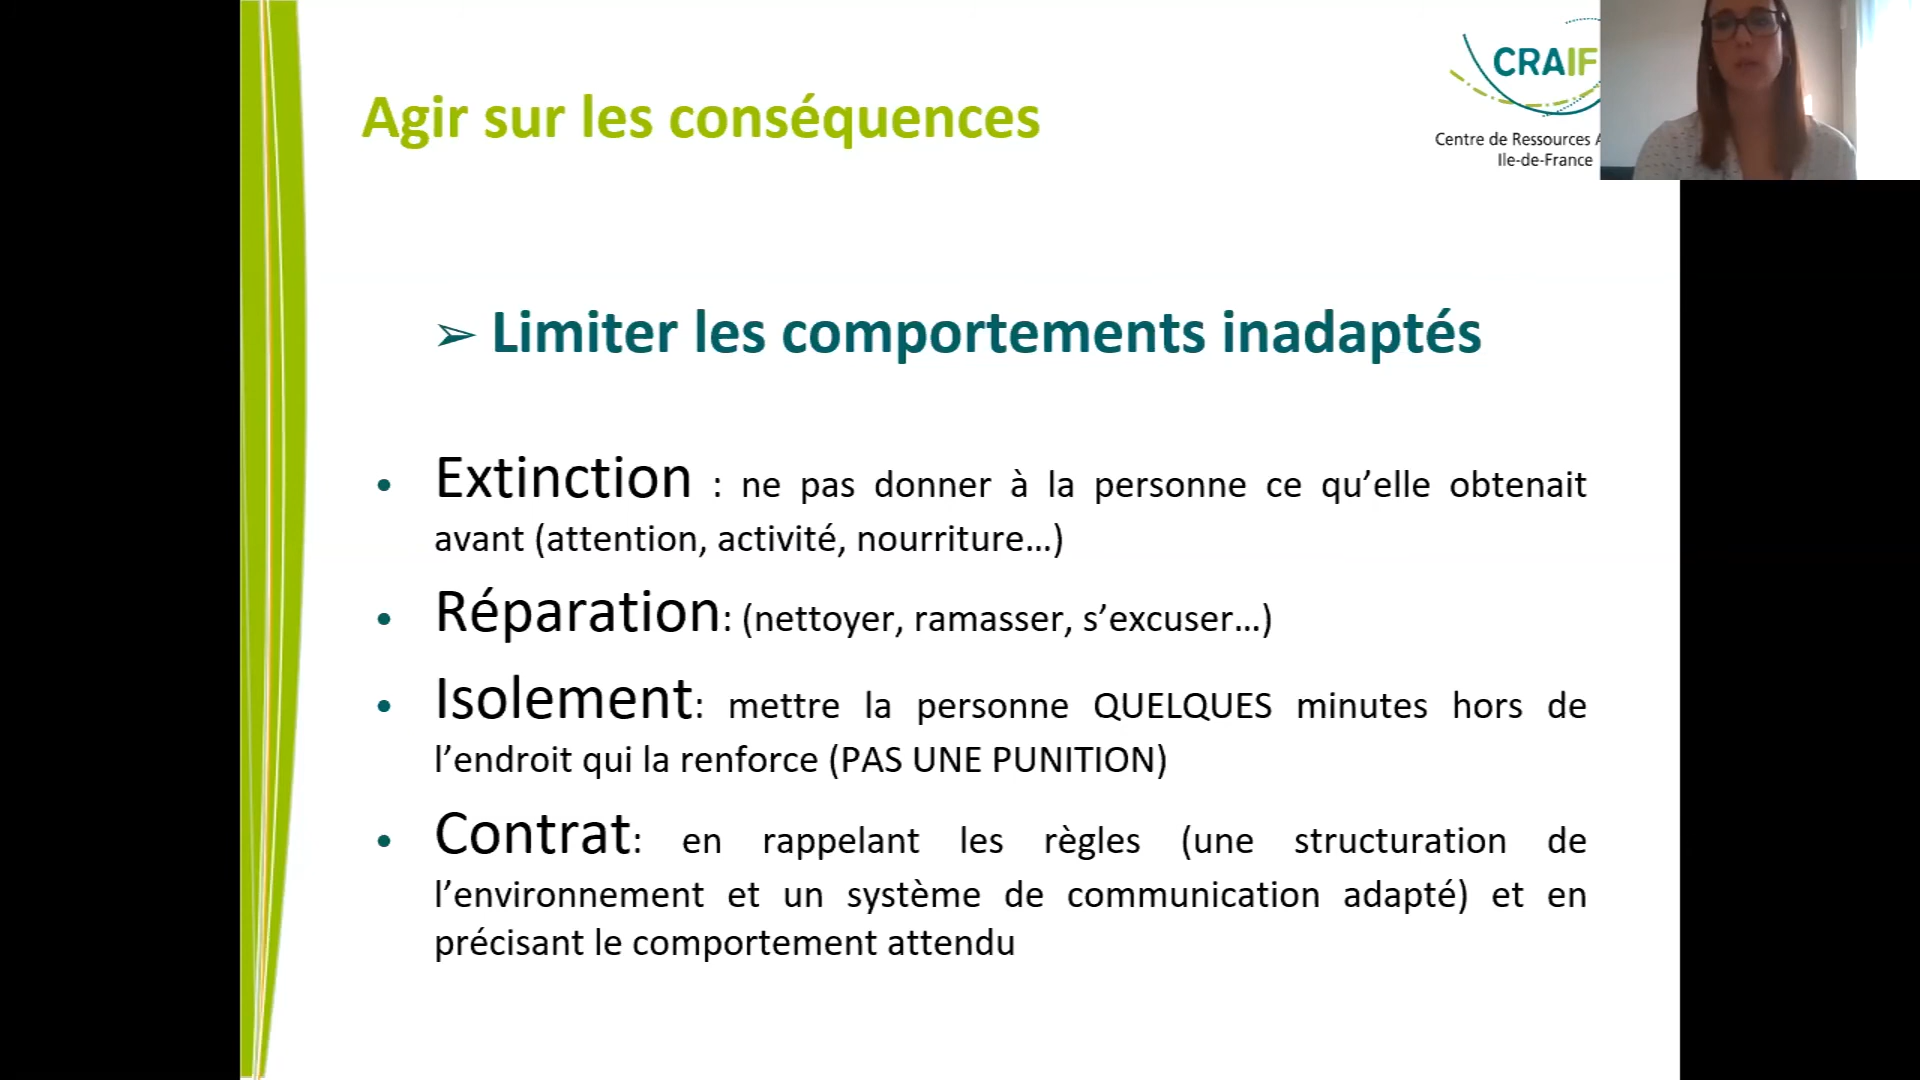 Agir sur les conséquences
CRAIF
Centre de Ressources
Ile-de-France
➢ Limiter les comportements inadaptés
• Extinction : ne pas donner à la personne ce qu’elle obtenait
avant (attention, activité, nourriture…)
• Réparation: (nettoyer, ramasser, s’excuser…)
• Isolement: mettre la personne QUELQUES minutes hors de
l’endroit qui la renforce (PAS UNE PUNITION)
• Contrat: en rappelant les règles (une structuration de
l’environnement et un système de communication adapté) et en
précisant le comportement attendu